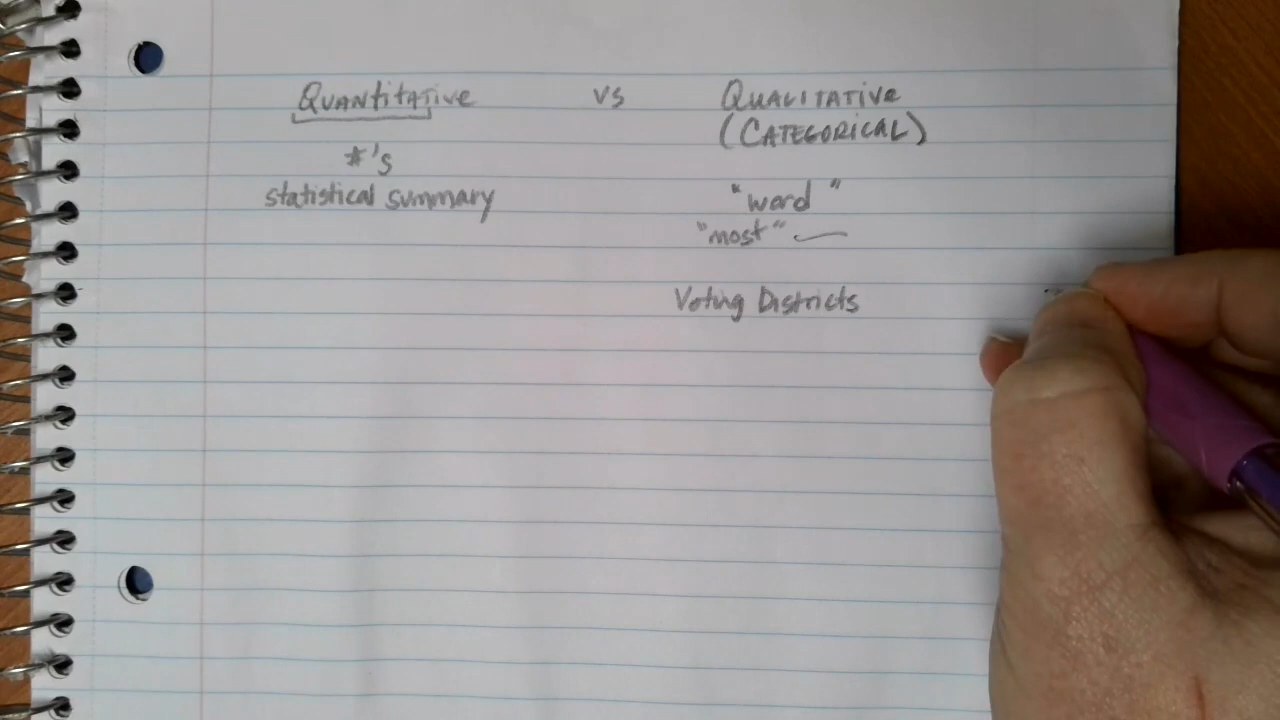 Quantitative vs Qualitative
(Categorical)
#'s
statistical summary
"word"
"most"
Voting Districts